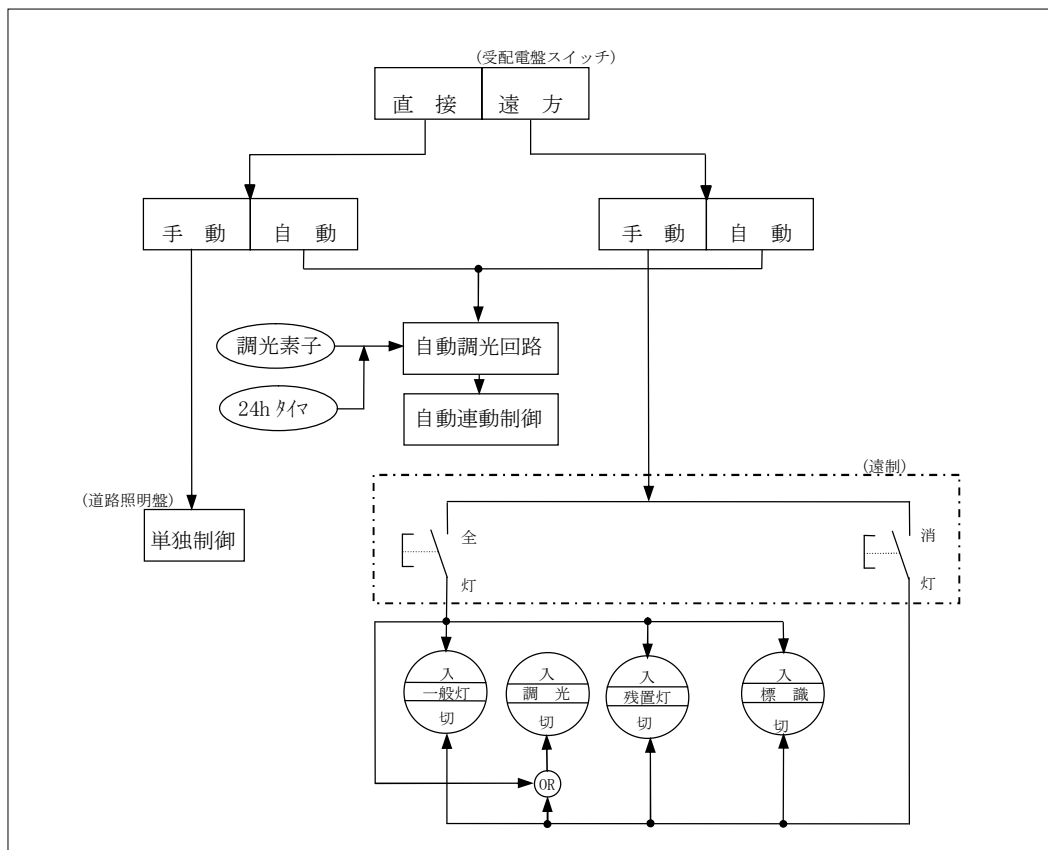 (受配電盤スイッチ)
直 接 遠 方
手 動 自 動 手 動 自 動
調光素子 自動調光回路
24h タイマ 自動連動制御
(遠制)
(道路照明盤)
単独制御
全 消
灯 灯
入 入 入 入
一般灯 調 光 残置灯 標 識
切 切 切 切
OR